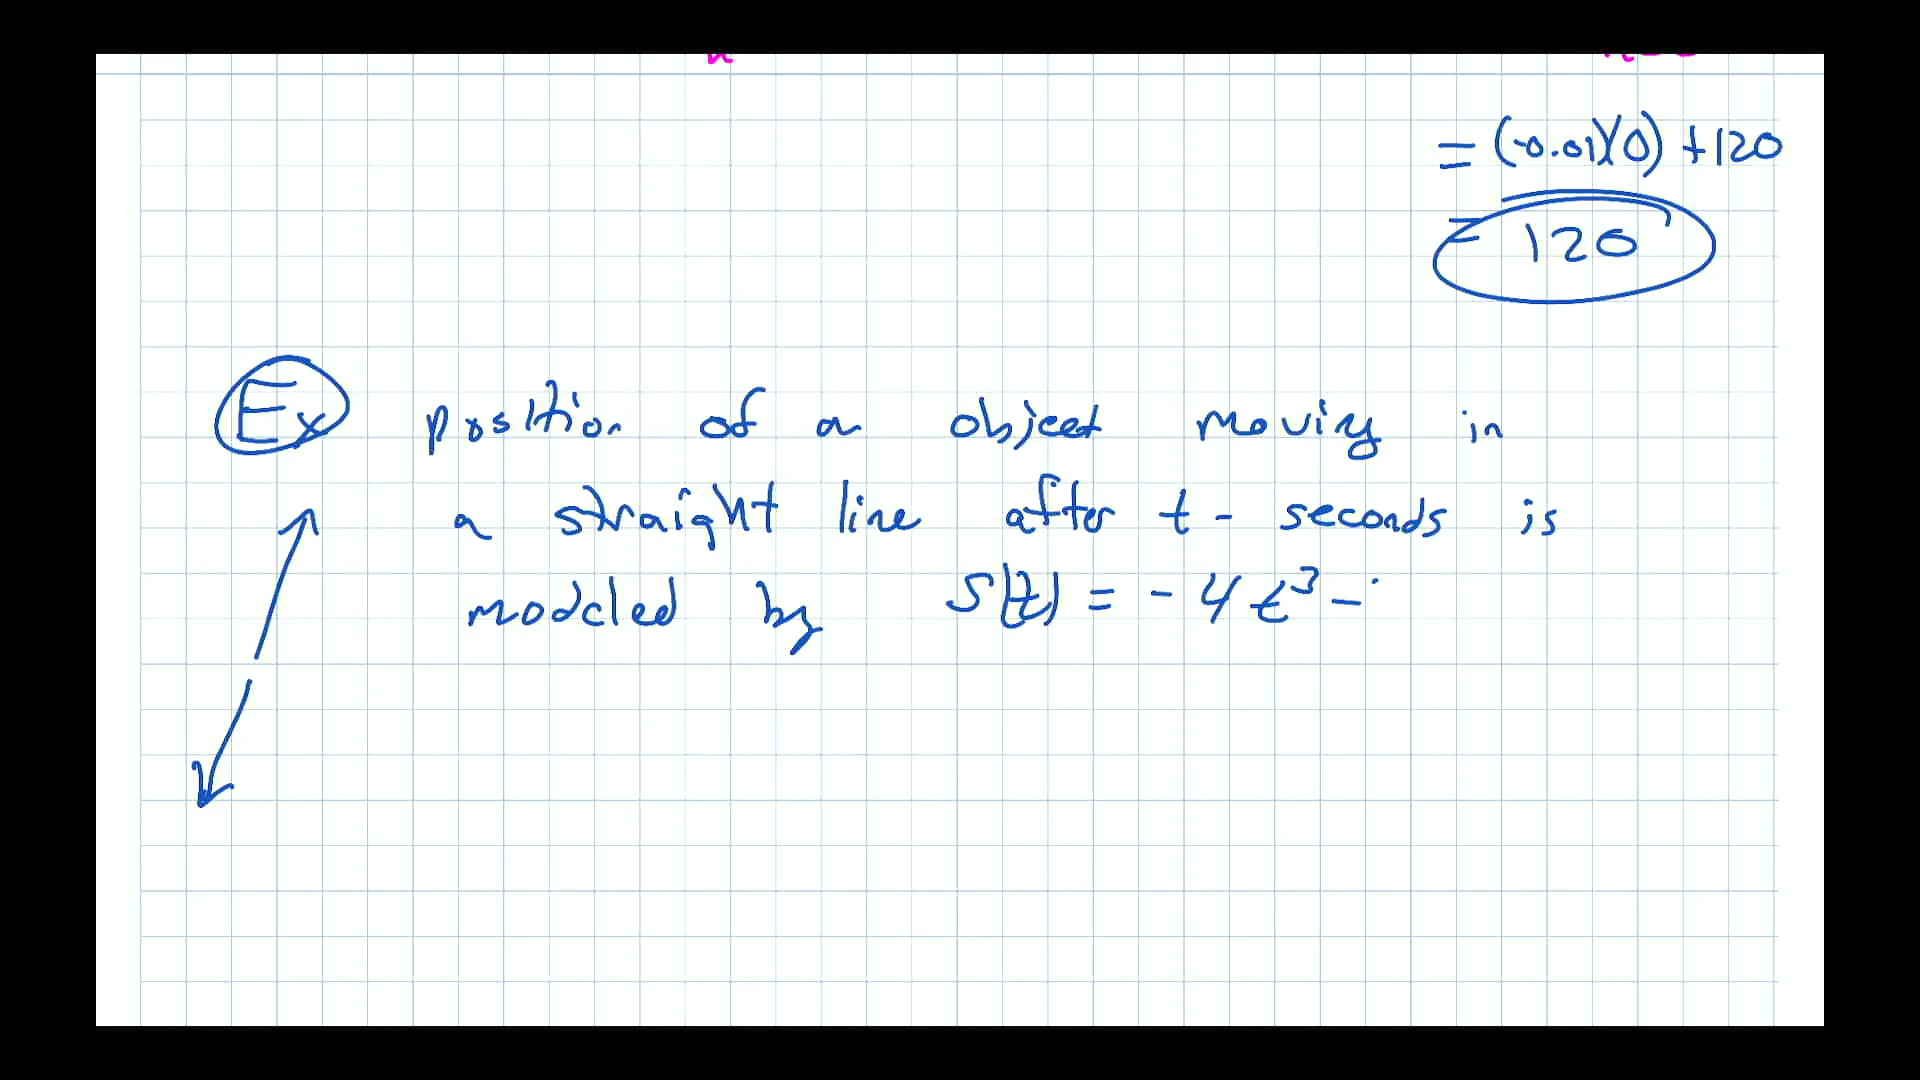 = (-0.01)(0) +120
= 120
Ex position of a object moving in
a straight line after t - seconds is
modeled by S(t) = - 4t³ -